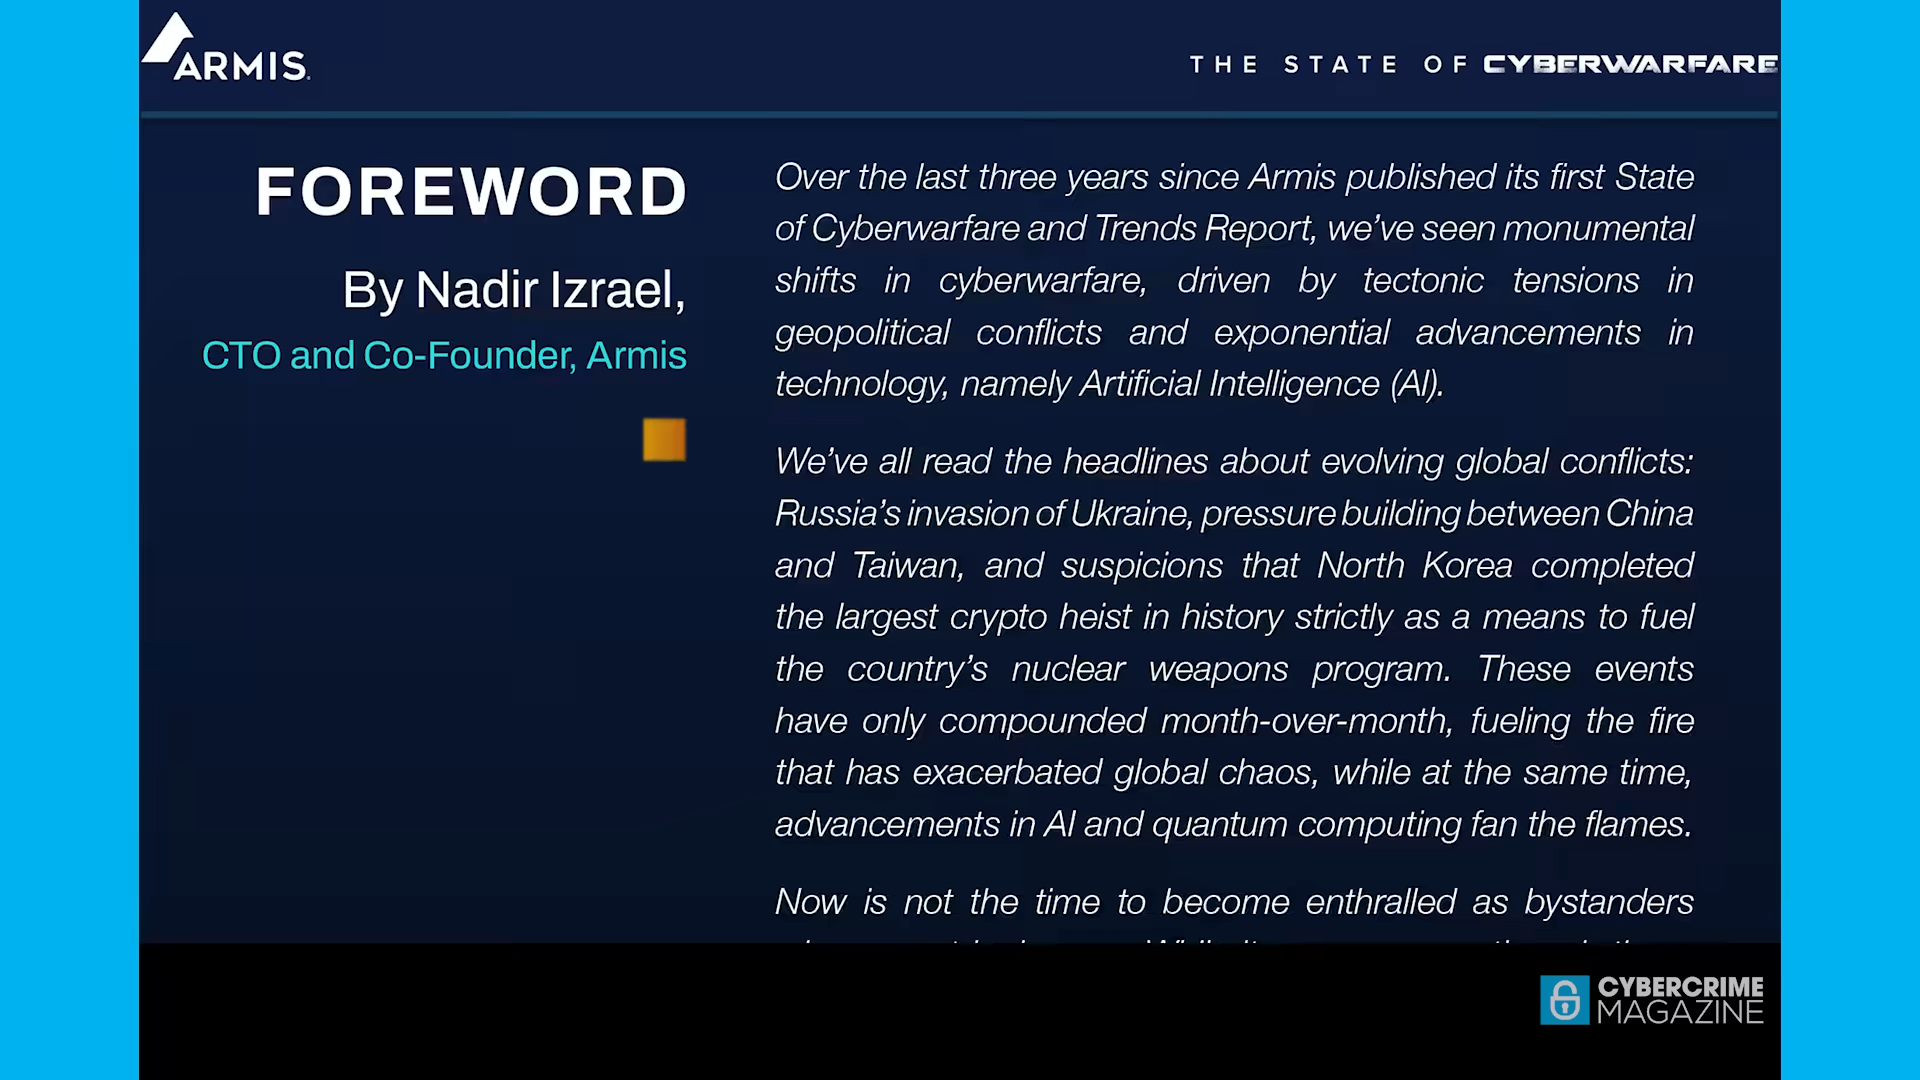 ARMIS
THE STATE OF CYBERWARFARE
FOREWORD
By Nadir Izrael,
CTO and Co-Founder, Armis
Over the last three years since Armis published its first State
of Cyberwarfare and Trends Report, we’ve seen monumental
shifts in cyberwarfare, driven by tectonic tensions in
geopolitical conflicts and exponential advancements in
technology, namely Artificial Intelligence (AI).
We’ve all read the headlines about evolving global conflicts:
Russia’s invasion of Ukraine, pressure building between China
and Taiwan, and suspicions that North Korea completed
the largest crypto heist in history strictly as a means to fuel
the country’s nuclear weapons program. These events
have only compounded month-over-month, fueling the fire
that has exacerbated global chaos, while at the same time,
advancements in AI and quantum computing fan the flames.
Now is not the time to become enthralled as bystanders
CYBERCRIME
MAGAZINE